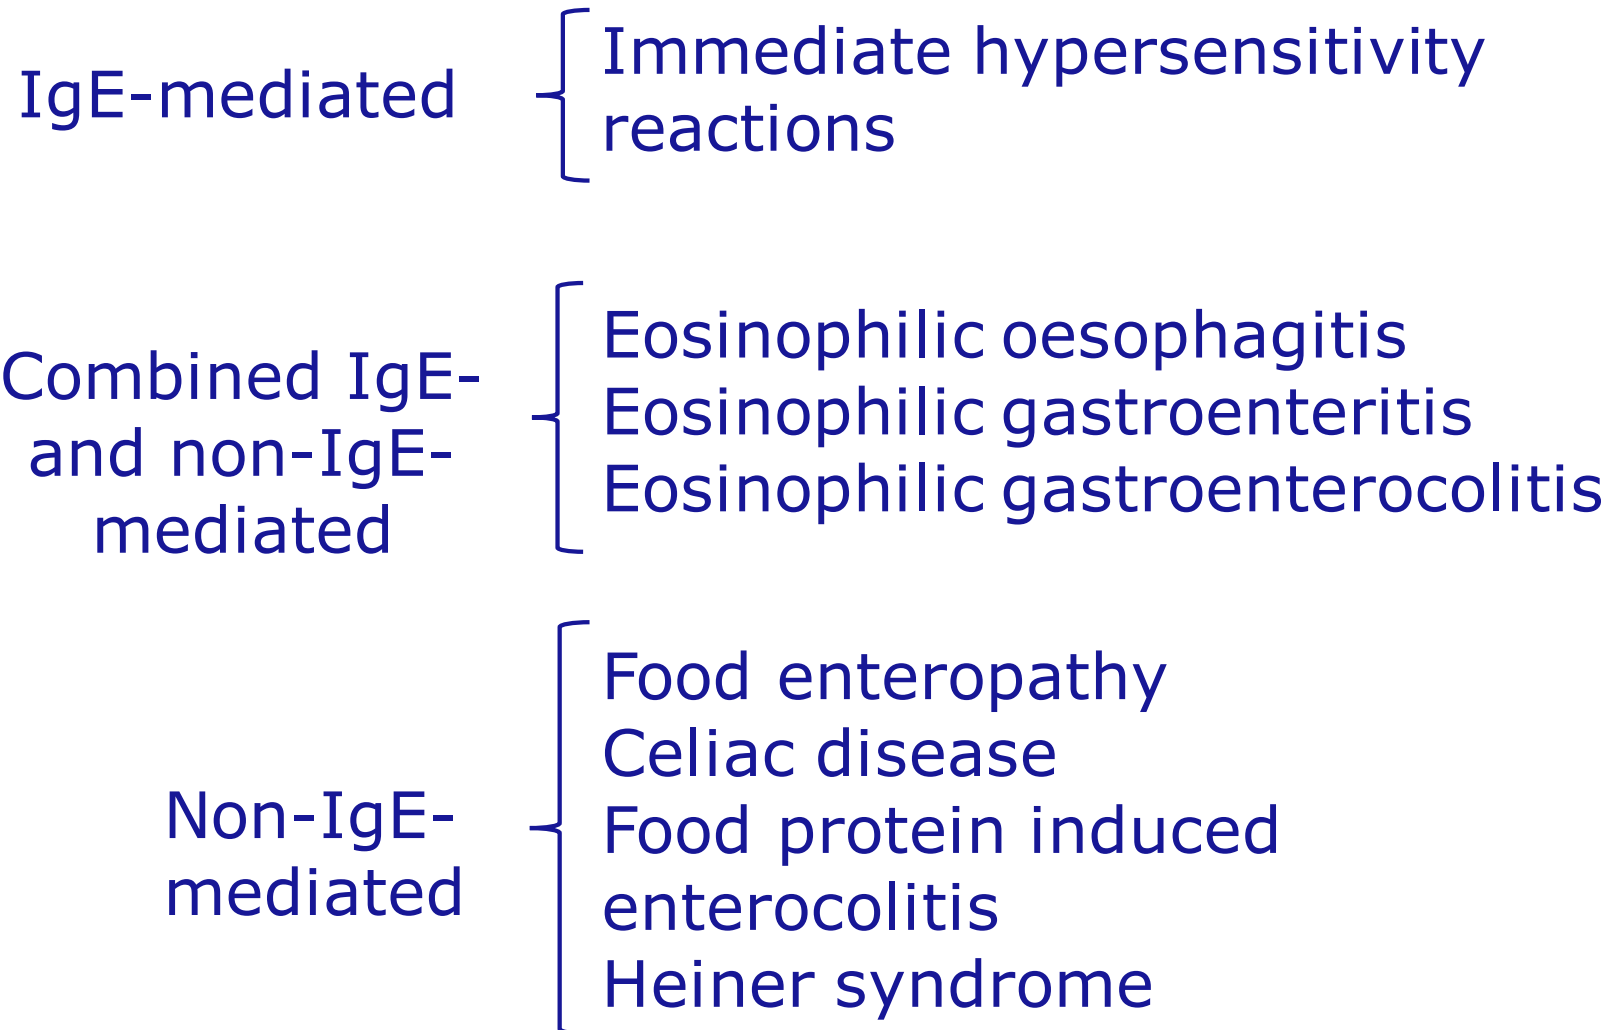 IgE-mediated
Immediate hypersensitivity
reactions
Combined IgE-
and non-IgE-
mediated
Eosinophilic oesophagitis
Eosinophilic gastroenteritis
Eosinophilic gastroenterocolitis
Non-IgE-
mediated
Food enteropathy
Celiac disease
Food protein induced
enterocolitis
Heiner syndrome